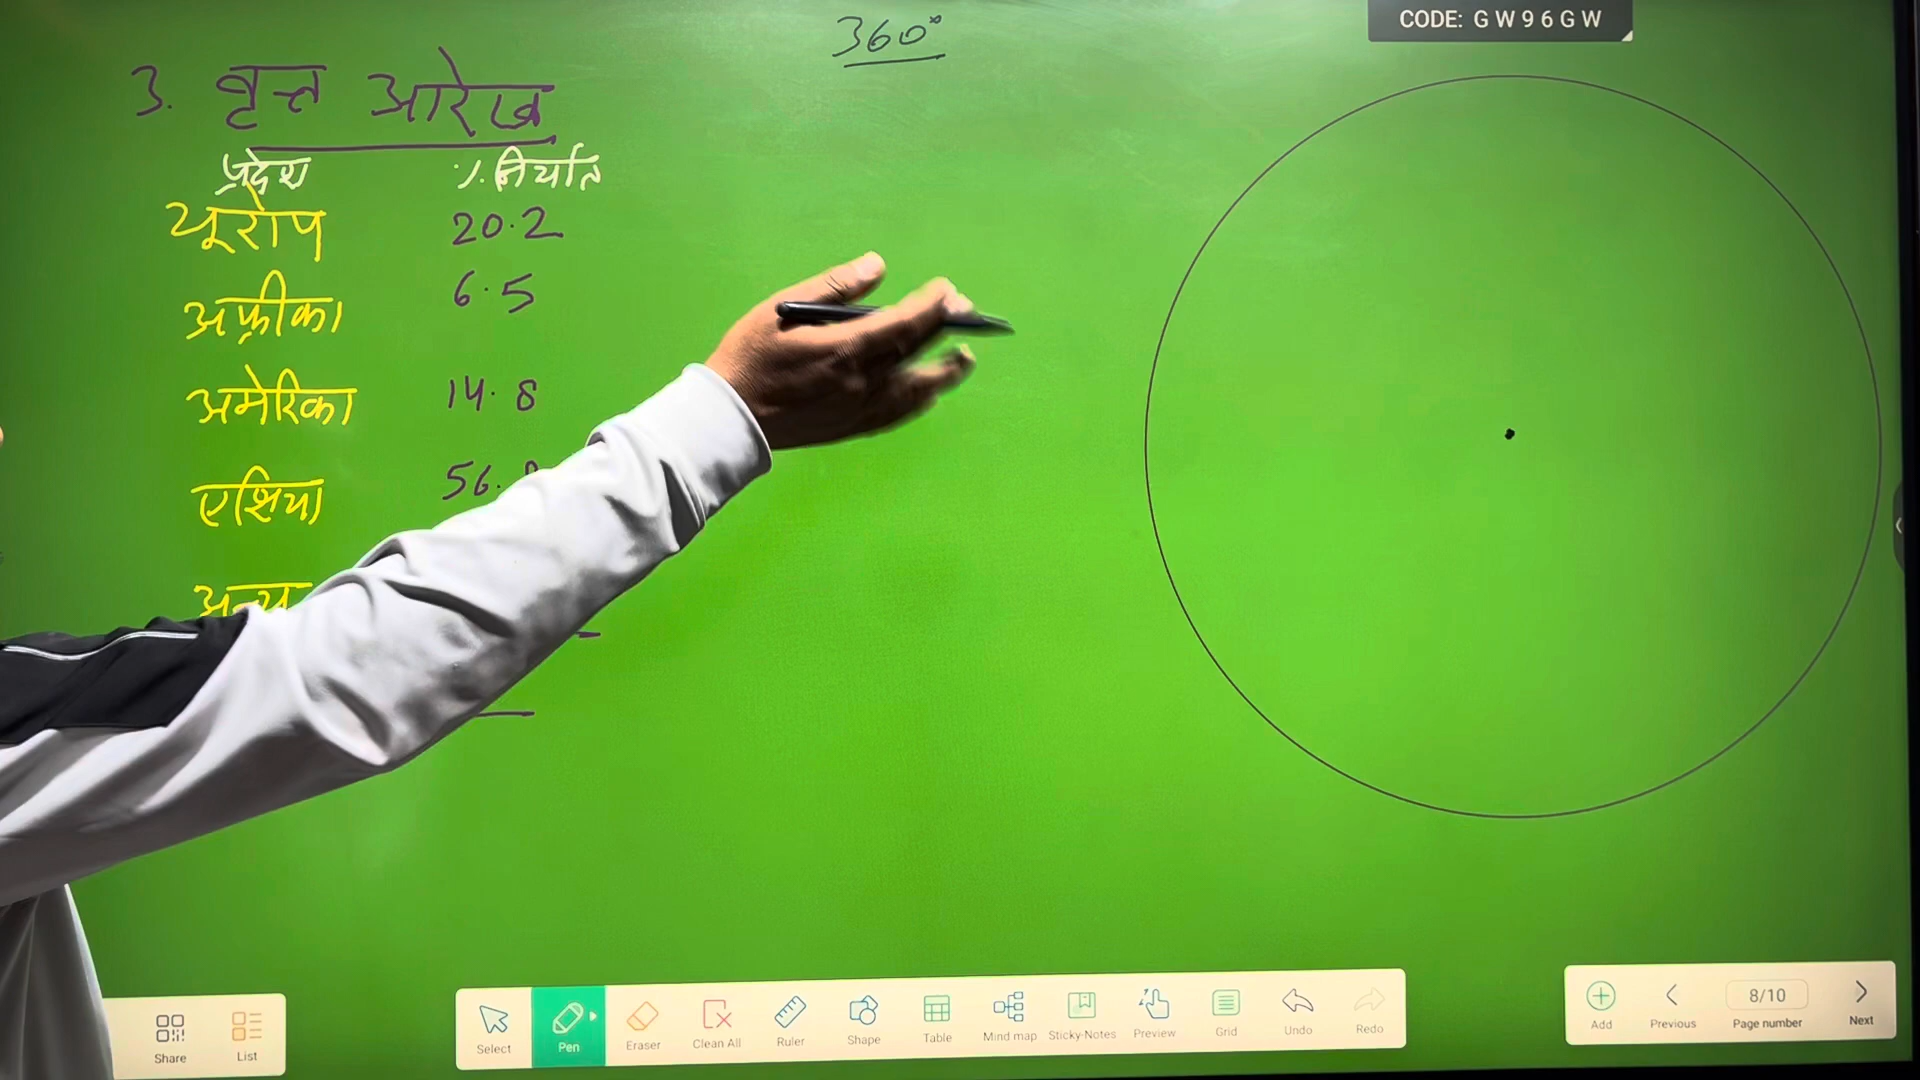 360°
CODE: GW96GW
3. वृत्त आरेख
प्रदेश %निर्यात
यूरोप 20.2
अफ्रीका 6.5
अमेरिका 14.8
एशिया 56.
अन्य
Share List
Select Pen Eraser Clean All Ruler Shape Table Mind map Sticky-Notes Preview Grid Undo Redo
Add Previous 8/10 Page number Next